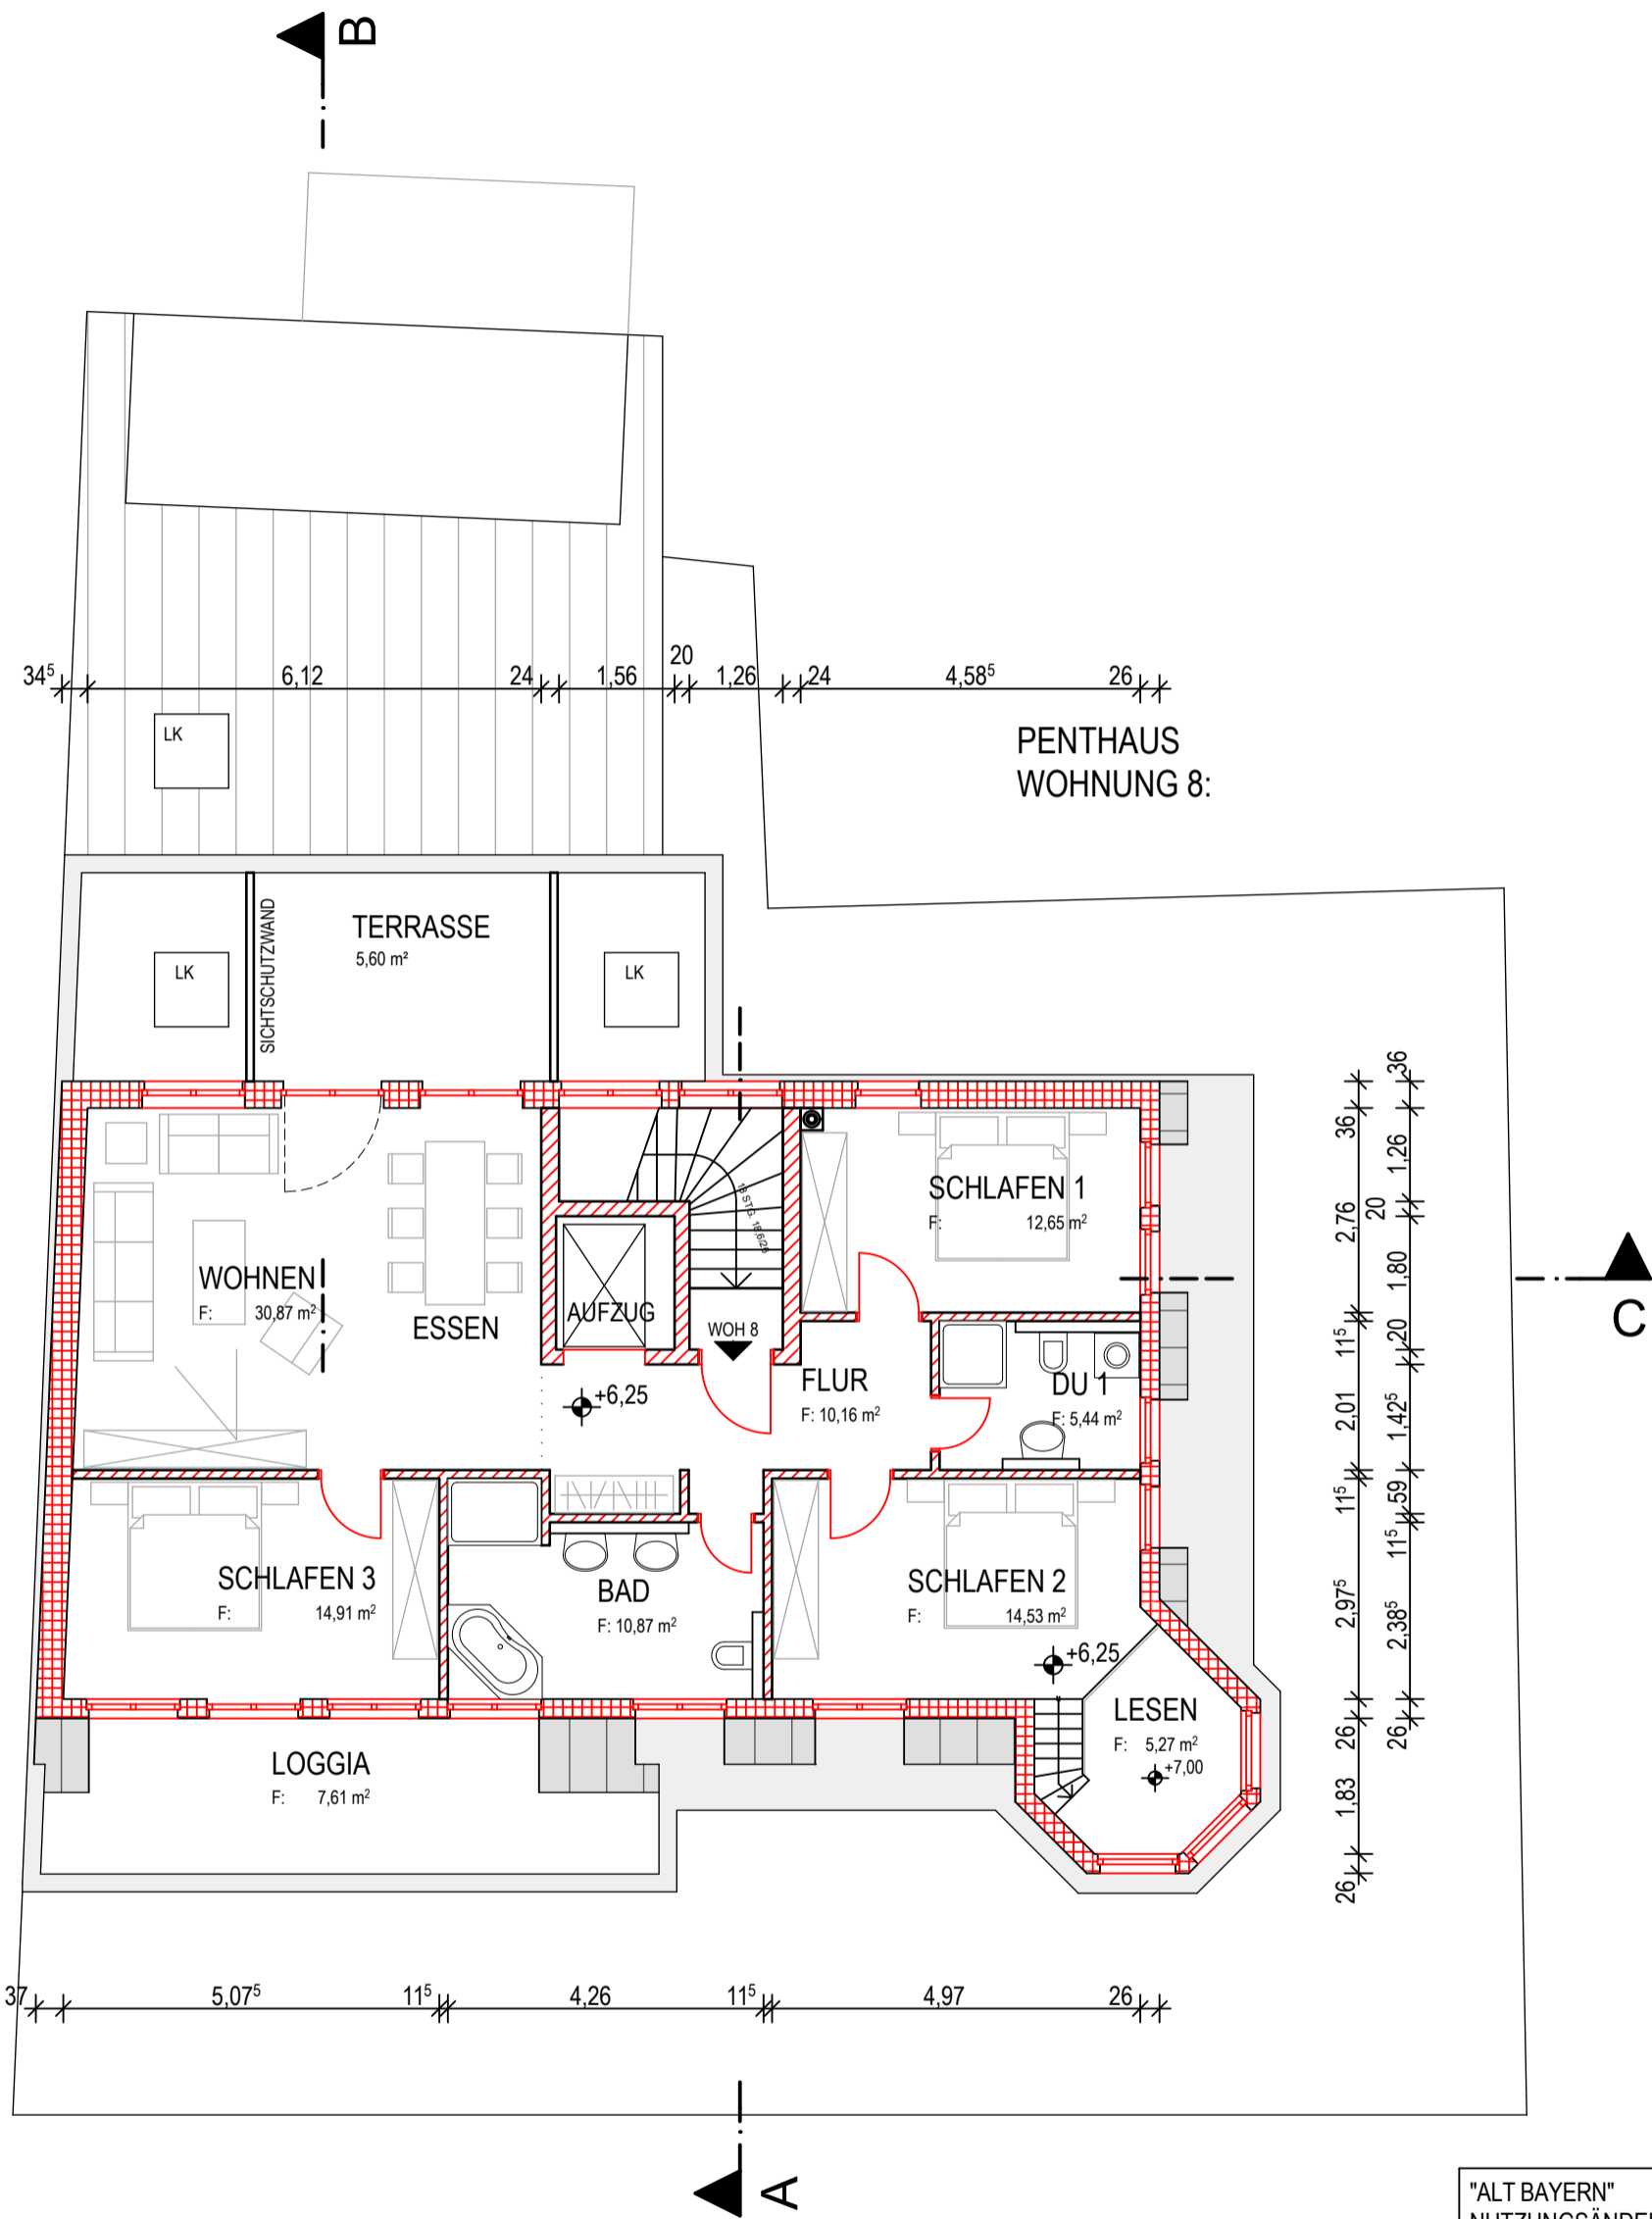 B
34⁵ 6,12 24 1,56 20 1,26 24 4,58⁵ 26
LK
PENTHAUS
WOHNUNG 8:
TERRASSE
5,60 m²
SICHTSCHUTZWAND
LK
LK
36 2,76 11⁵ 2,01 11⁵ 2,97⁵ 26 1,83 26
36 1,26 20 1,80 20 1,42⁵ 59 11⁵ 2,38⁵ 26
SCHLAFEN 1
F: 12,65 m²
18 STG. 18,6/26
WOHNEN
F: 30,87 m²
ESSEN
AUFZUG
WOH 8
C
FLUR
F: 10,16 m²
DU 1
F: 5,44 m²
+6,25
SCHLAFEN 3
F: 14,91 m²
BAD
F: 10,87 m²
SCHLAFEN 2
F: 14,53 m²
+6,25
LESEN
F: 5,27 m²
+7,00
LOGGIA
F: 7,61 m²
37 5,07⁵ 11⁵ 4,26 11⁵ 4,97 26
A
"ALT BAYERN"